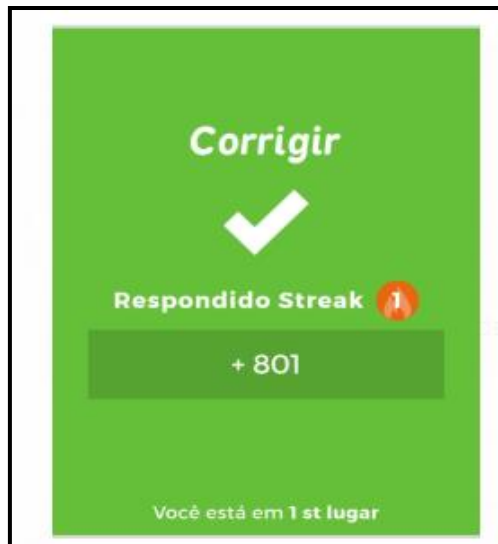 Corrigir
Respondido Streak 1
+ 801
Você está em 1 st lugar